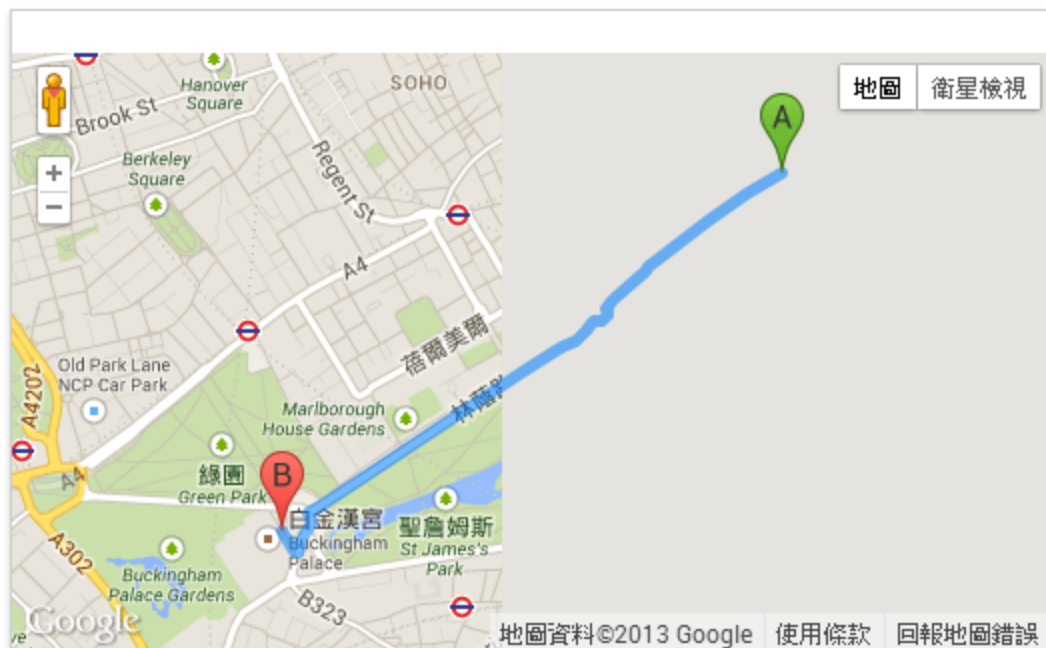 SOHO
Hanover
Square
地圖
衛星檢視
Brook St
A
+
−
Berkeley
Square
Regent St
A4
蓓爾美爾
Old Park Lane
NCP Car Park
A4202
林蔭
Marlborough
House Gardens
綠園
Green Park
B
A4
白金漢宮
Buckingham
Palace
聖詹姆斯
St James's
Park
A302
Buckingham
Palace Gardens
B323
Google
ve
地圖資料©2013 Google
使用條款
回報地圖錯誤